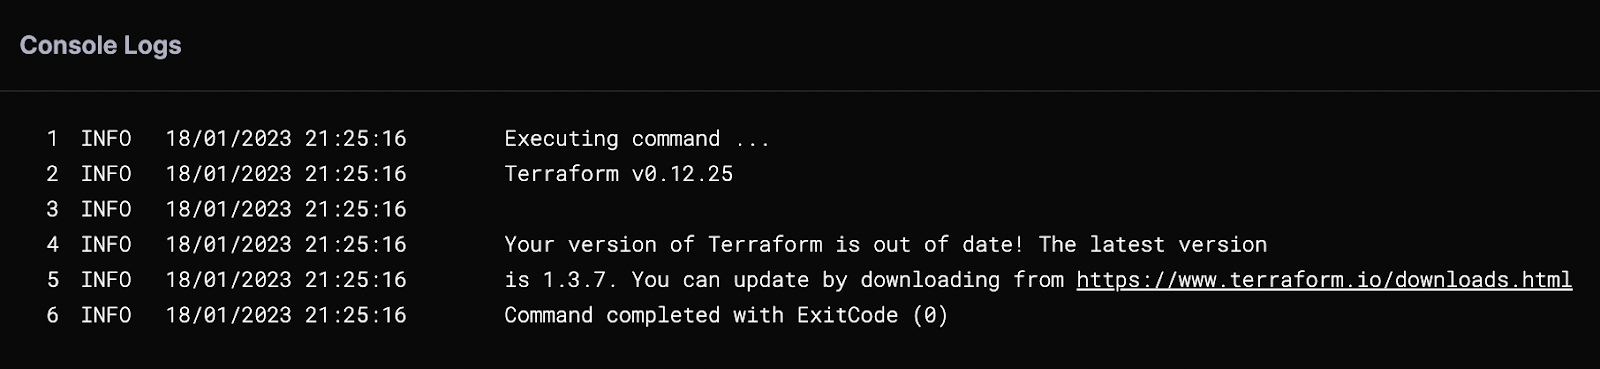 Console Logs
1 INFO 18/01/2023 21:25:16 Executing command ...
2 INFO 18/01/2023 21:25:16 Terraform v0.12.25
3 INFO 18/01/2023 21:25:16
4 INFO 18/01/2023 21:25:16 Your version of Terraform is out of date! The latest version
5 INFO 18/01/2023 21:25:16 is 1.3.7. You can update by downloading from https://www.terraform.io/downloads.html
6 INFO 18/01/2023 21:25:16 Command completed with ExitCode (0)